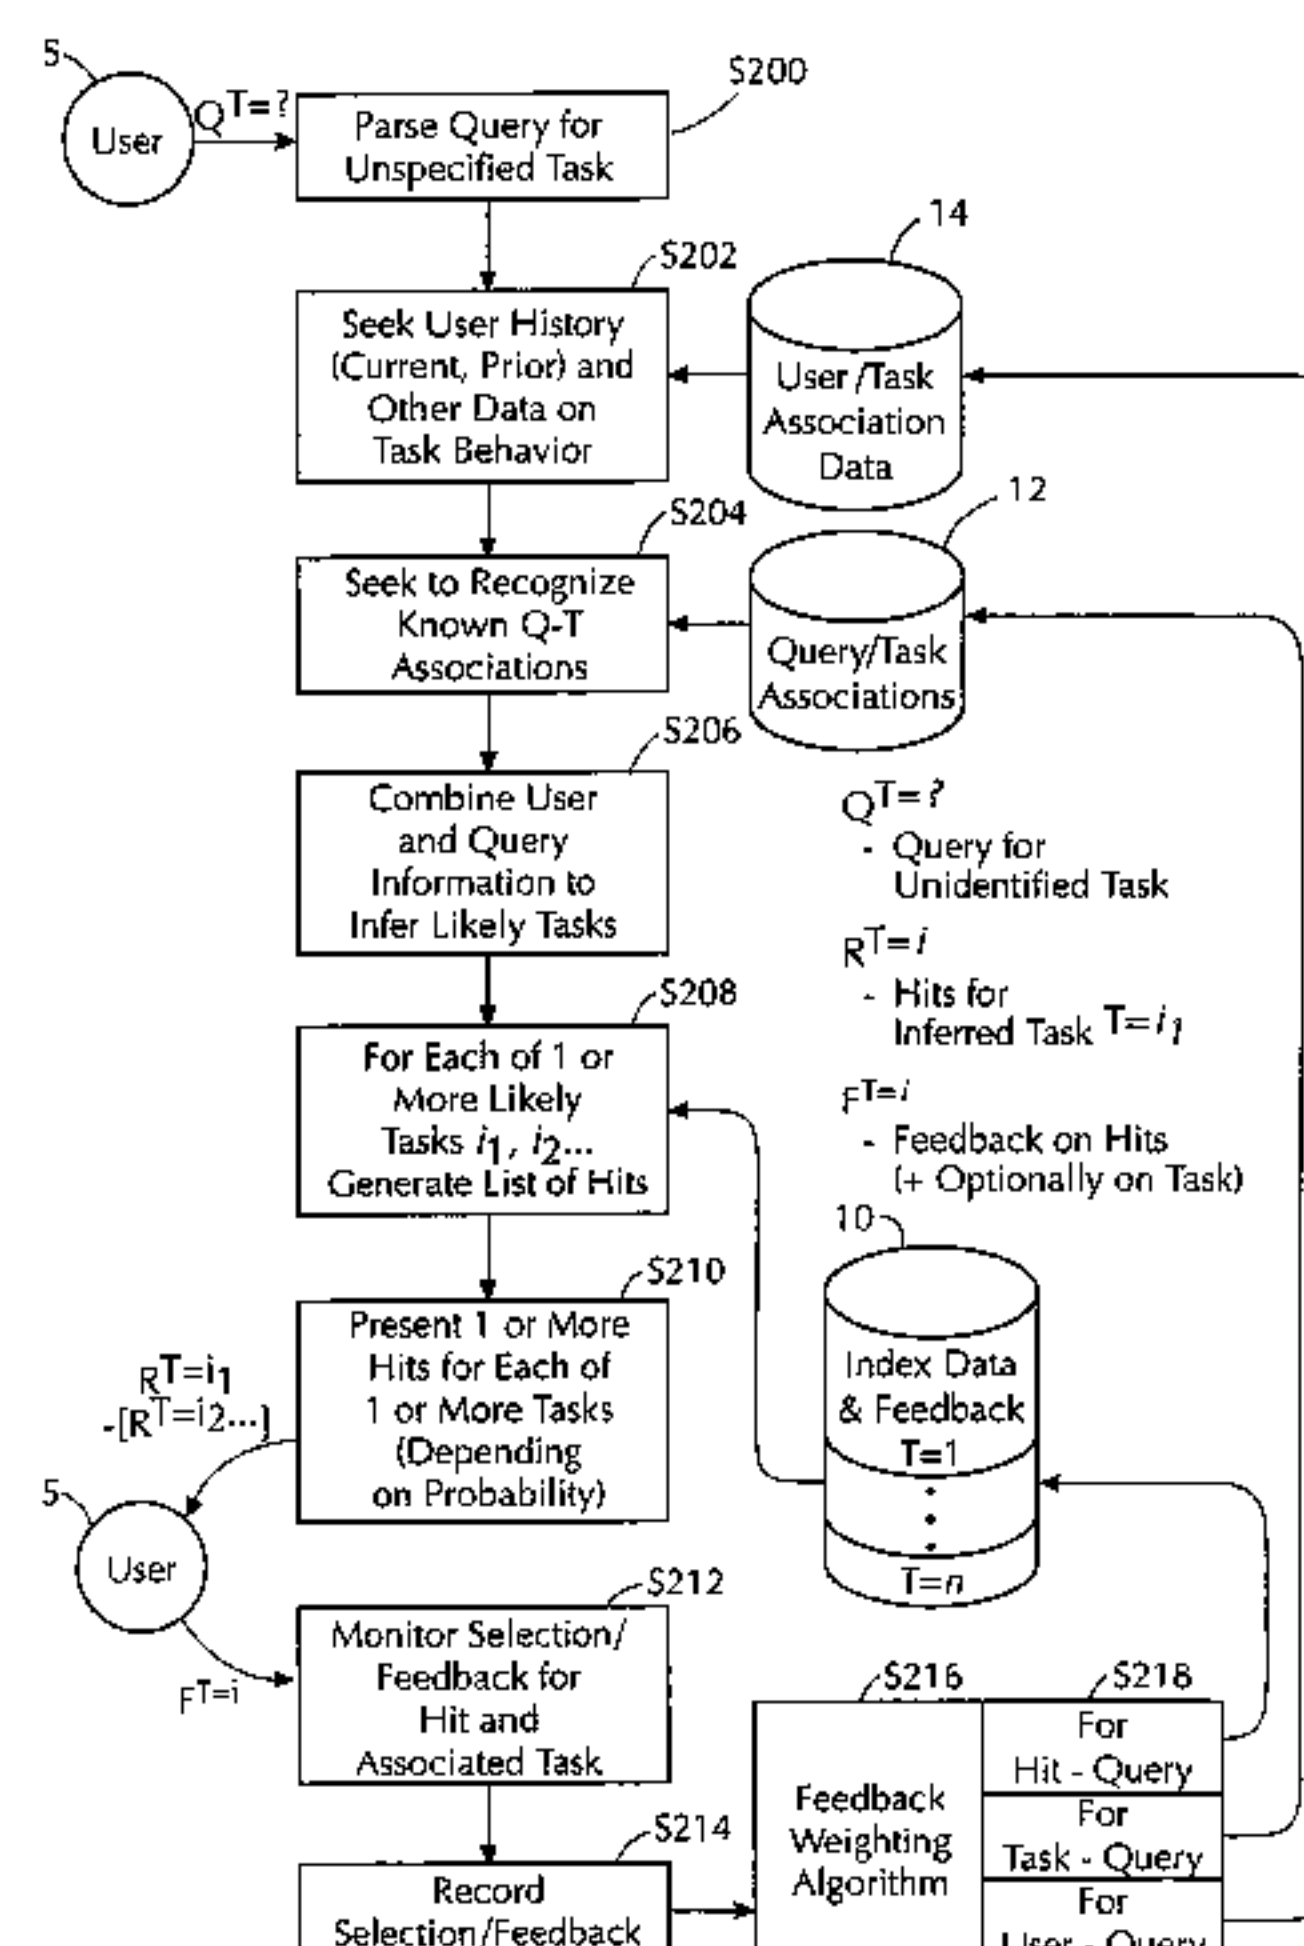 5
User
QT=?
S200
Parse Query for
Unspecified Task
S202
Seek User History
(Current, Prior) and
Other Data on
Task Behavior
14
User/Task
Association
Data
S204
Seek to Recognize
Known Q-T
Associations
12
Query/Task
Associations
S206
Combine User
and Query
Information to
Infer Likely Tasks
QT=?
- Query for
Unidentified Task
RT=i
- Hits for
Inferred Task T=i1
FT=i
- Feedback on Hits
(+ Optionally on Task)
S208
For Each of 1 or
More Likely
Tasks i1, i2...
Generate List of Hits
10
Index Data
& Feedback
T=1
T=n
S210
Present 1 or More
Hits for Each of
1 or More Tasks
(Depending
on Probability)
RT=i1
-[RT=i2...]
5
User
FT=i
S212
Monitor Selection/
Feedback for
Hit and
Associated Task
S214
Record
Selection/Feedback
S216
Feedback
Weighting
Algorithm
S218
For
Hit - Query
For
Task - Query
For
User - Query